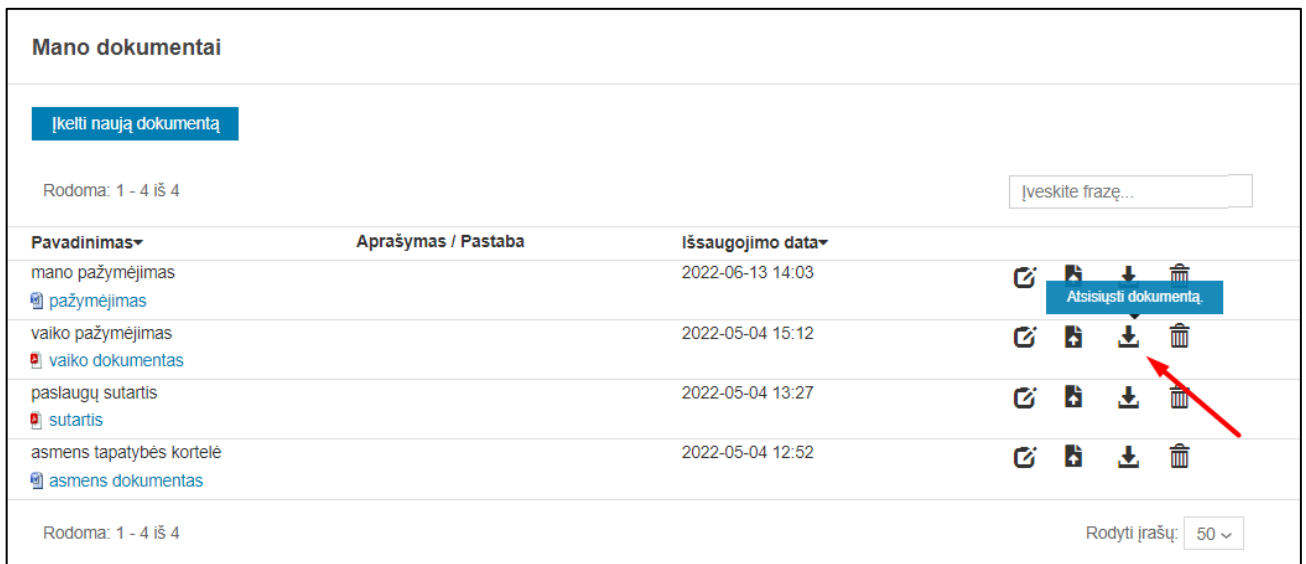 Mano dokumentai
Įkelti naują dokumentą
Rodoma: 1 - 4 iš 4
Įveskite frazę...
Pavadinimas Aprašymas / Pastaba Išsaugojimo data
mano pažymėjimas 2022-06-13 14:03
pažymėjimas
Atsisiųsti dokumentą.
vaiko pažymėjimas 2022-05-04 15:12
vaiko dokumentas
paslaugų sutartis 2022-05-04 13:27
sutartis
asmens tapatybės kortelė 2022-05-04 12:52
asmens dokumentas
Rodoma: 1 - 4 iš 4
Rodyti įrašų: 50